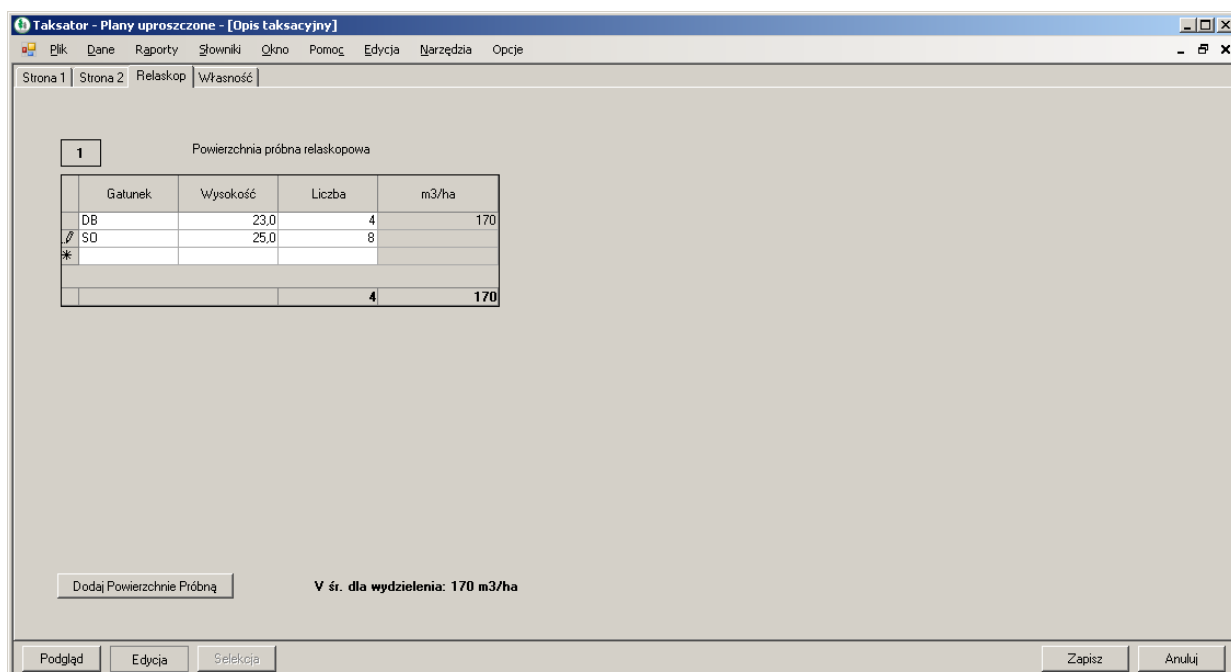 Taksator - Plany uproszczone - [Opis taksacyjny]
Plik Dane Raporty Słowniki Okno Pomoc Edycja Narzędzia Opcje
Strona 1 Strona 2 Relaskop Własność
1 Powierzchnia próbna relaskopowa
Gatunek Wysokość Liczba m3/ha
DB 23,0 4 170
SO 25,0 8
4 170
Dodaj Powierzchnie Próbną V śr. dla wydzielenia: 170 m3/ha
Podgląd Edycja Selekcja Zapisz Anuluj